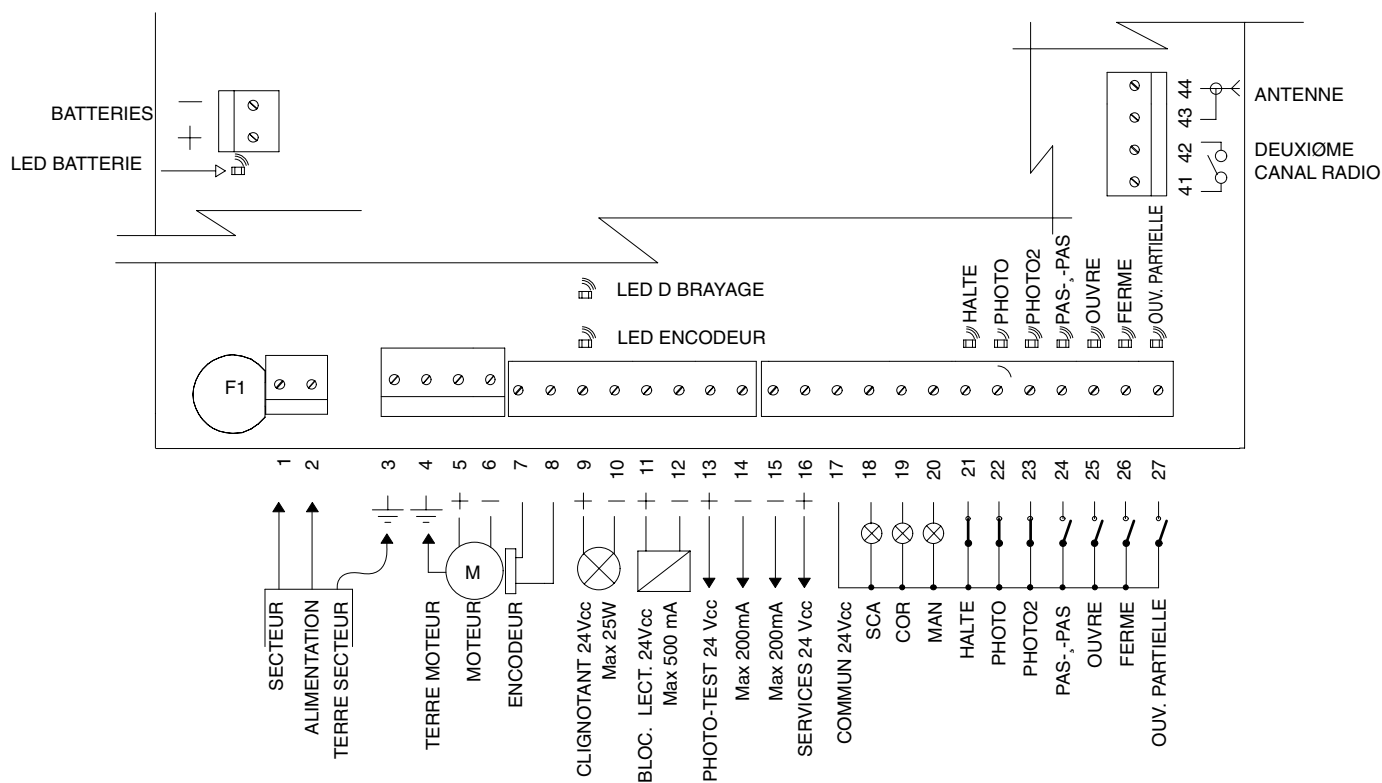 BATTERIES
−
+
LED BATTERIE
44
43
42
41
ANTENNE
DEUXIØME
CANAL RADIO
LED D BRAYAGE
LED ENCODEUR
HALTE
PHOTO
PHOTO2
PAS-¸-PAS
OUVRE
FERME
OUV. PARTIELLE
F1
1
2
3
4
5
6
7
8
9
10
11
12
13
14
15
16
17
18
19
20
21
22
23
24
25
26
27
+ − + − + − + − − +
M
SECTEUR
ALIMENTATION
TERRE SECTEUR
TERRE MOTEUR
MOTEUR
ENCODEUR
CLIGNOTANT 24Vcc
Max 25W
BLOC. LECT. 24Vcc
Max 500 mA
PHOTO-TEST 24 Vcc
Max 200mA
Max 200mA
SERVICES 24 Vcc
COMMUN 24Vcc
SCA
COR
MAN
HALTE
PHOTO
PHOTO2
PAS-¸-PAS
OUVRE
FERME
OUV. PARTIELLE